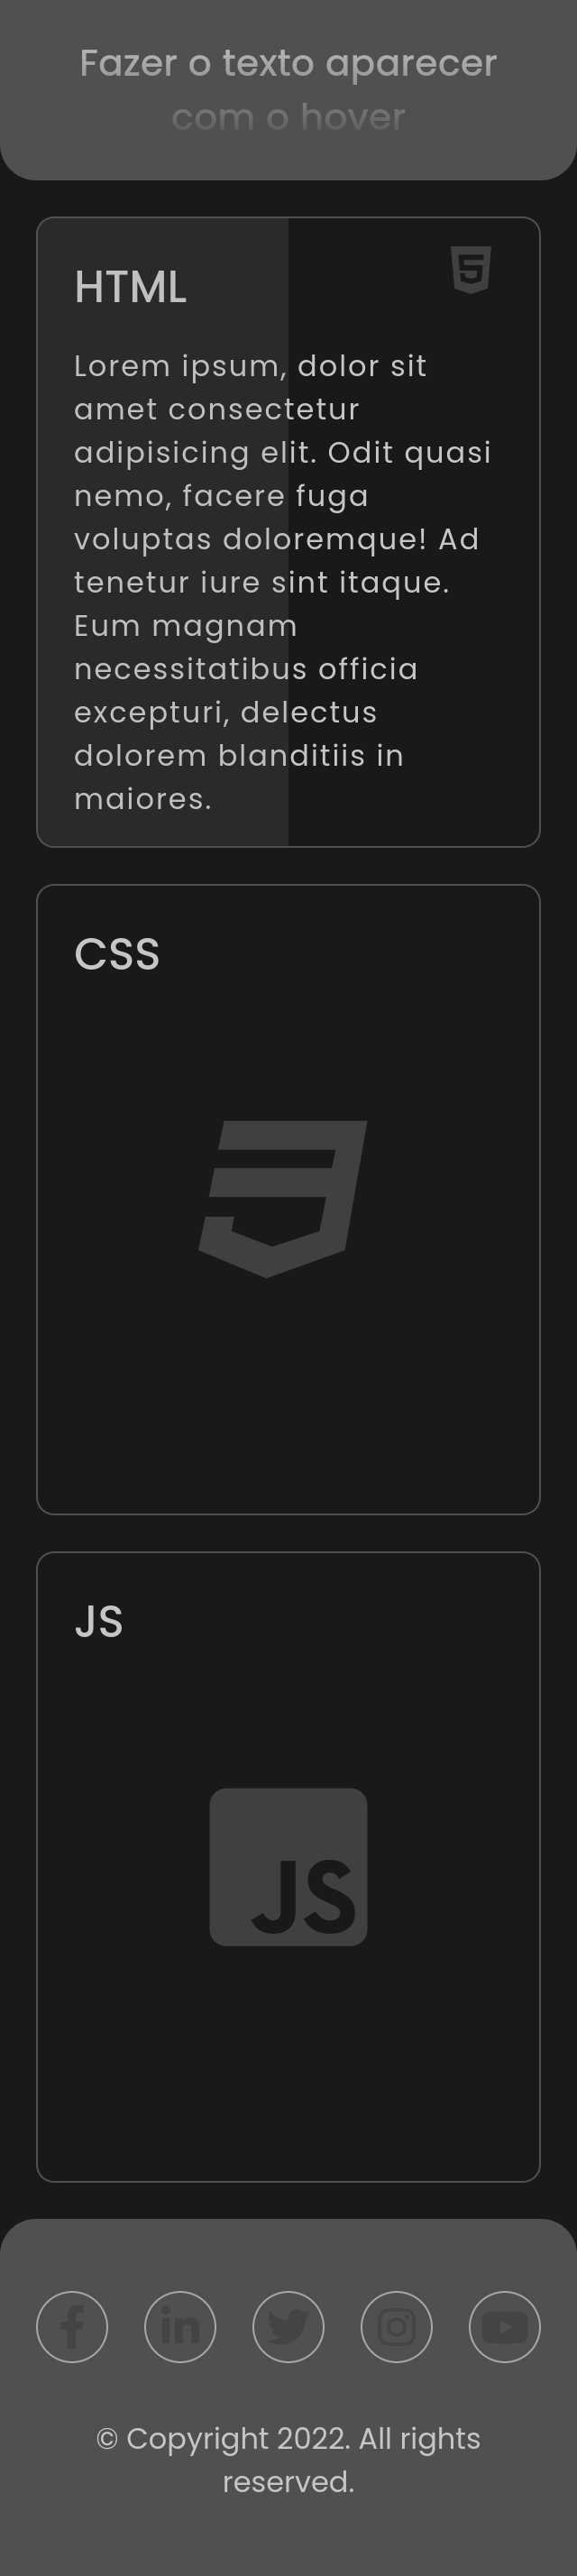 Fazer o texto aparecer
com o hover
HTML
Lorem ipsum, dolor sit
amet consectetur
adipisicing elit. Odit quasi
nemo, facere fuga
voluptas doloremque! Ad
tenetur iure sint itaque.
Eum magnam
necessitatibus officia
excepturi, delectus
dolorem blanditiis in
maiores.
CSS
JS
JS
© Copyright 2022. All rights
reserved.